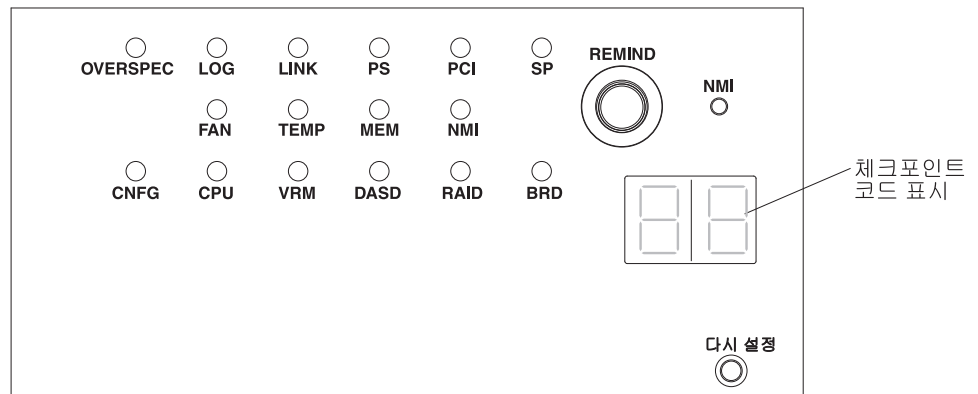 OVERSPEC LOG LINK PS PCI SP
REMIND
NMI
FAN TEMP MEM NMI
CNFG CPU VRM DASD RAID BRD
체크포인트
코드 표시
다시 설정